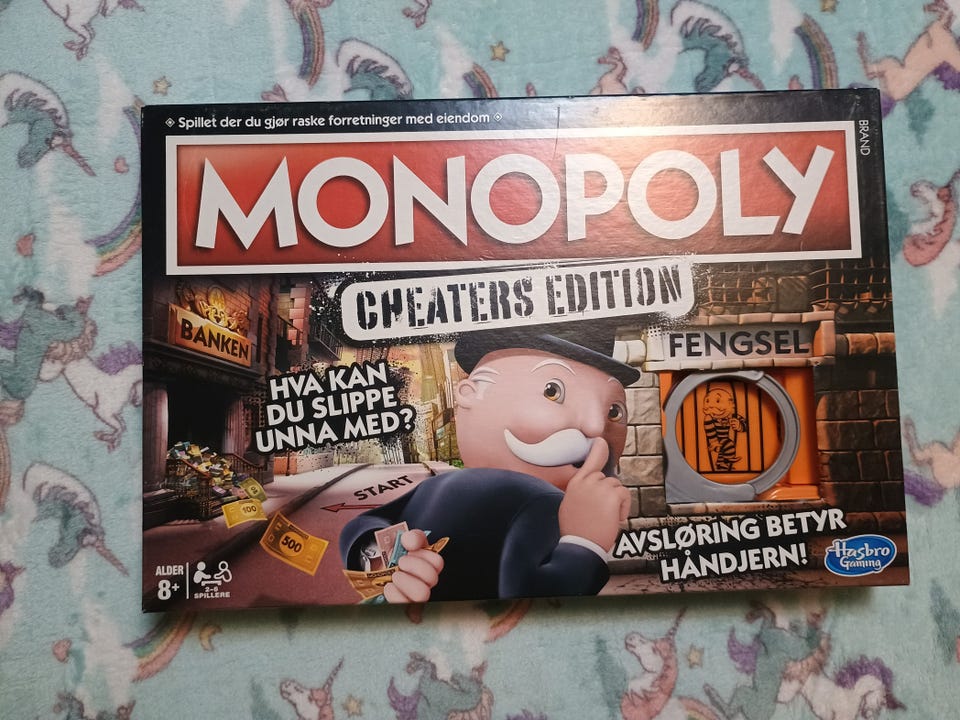 Spillet der du gjør raske forretninger med eiendom
BRAND
MONOPOLY
CHEATERS EDITION
BANKEN
FENGSEL
HVA KAN
DU SLIPPE
UNNA MED?
START
100
500
AVSLØRING BETYR
HÅNDJERN!
Hasbro
Gaming
ALDER
8+
2-6
SPILLERE